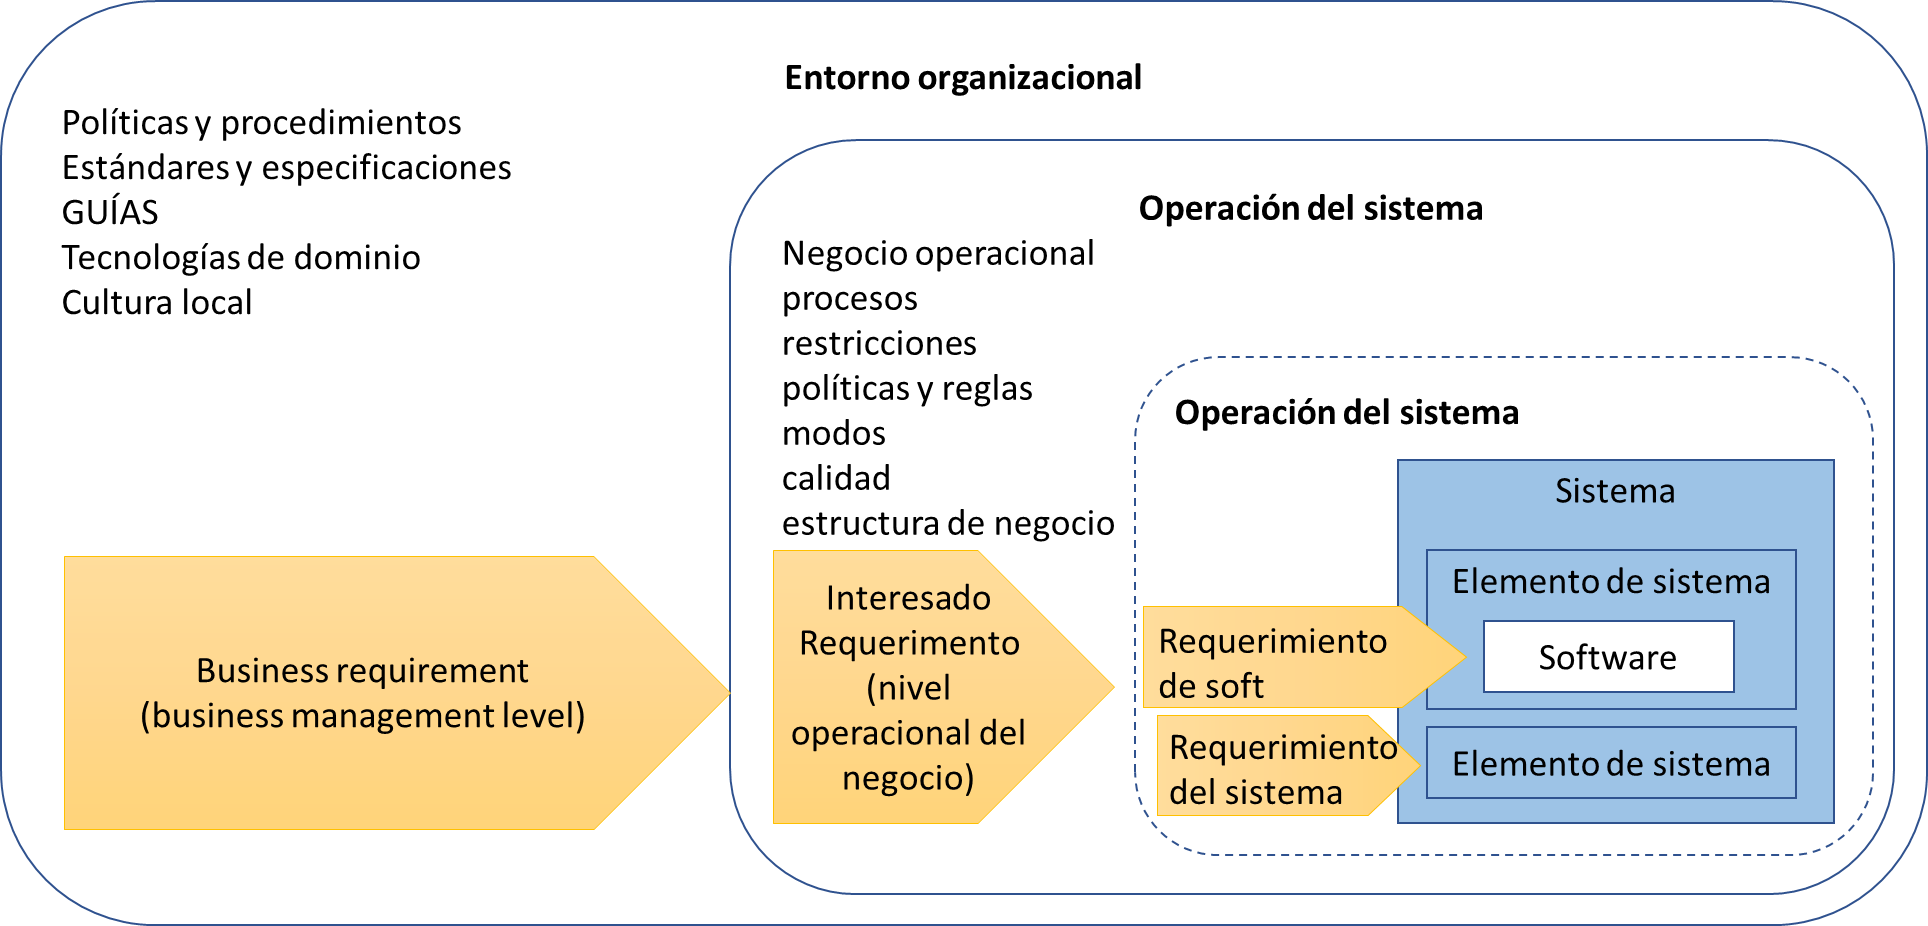 Entorno organizacional
Políticas y procedimientos
Estándares y especificaciones
GUÍAS
Tecnologías de dominio
Cultura local
Operación del sistema
Negocio operacional
procesos
restricciones
políticas y reglas
modos
calidad
estructura de negocio
Operación del sistema
Sistema
Elemento de sistema
Software
Elemento de sistema
Business requirement
(business management level)
Interesado
Requerimento
(nivel
operacional del
negocio)
Requerimiento
de soft
Requerimiento
del sistema